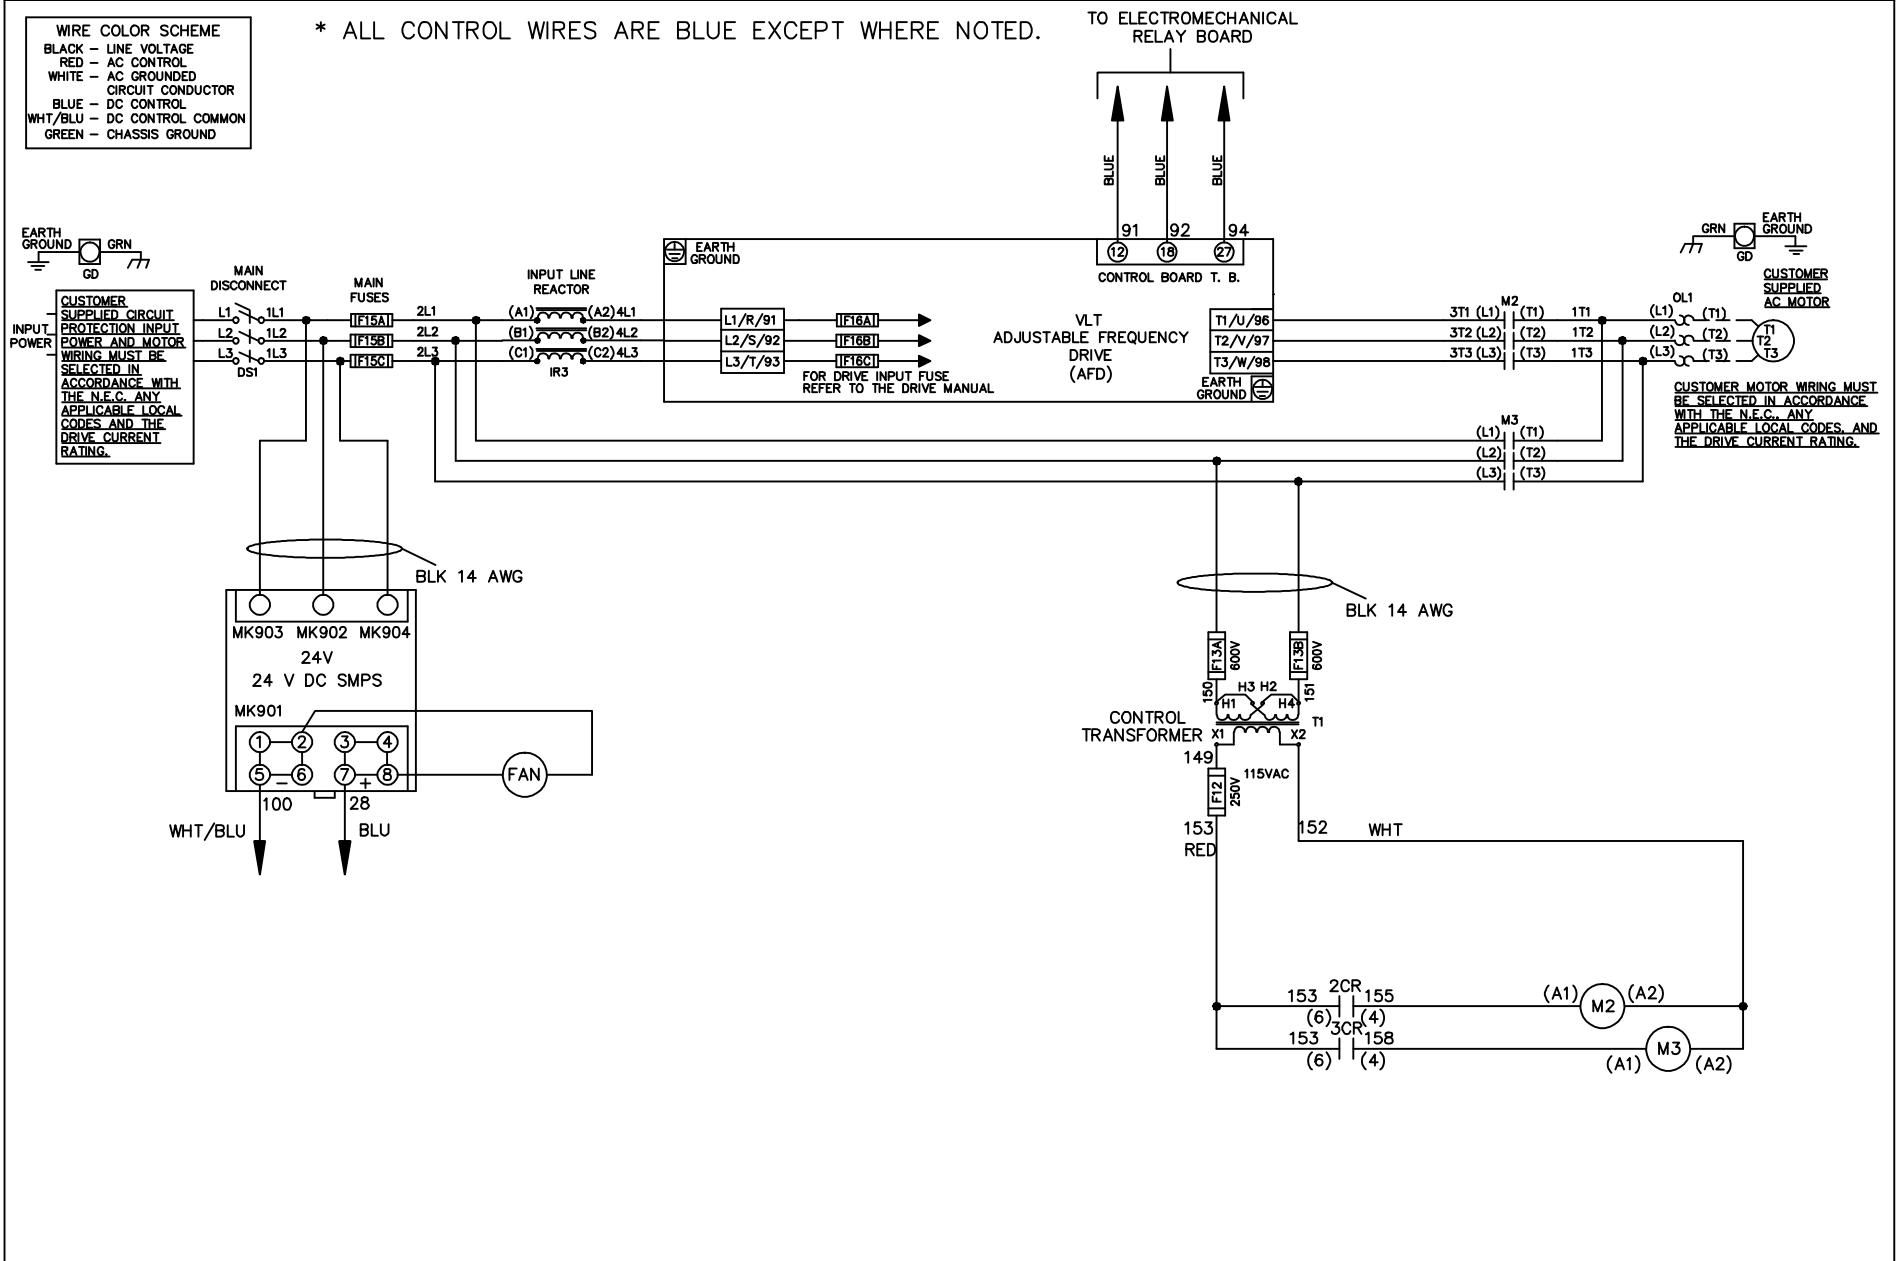 WIRE COLOR SCHEME
BLACK – LINE VOLTAGE
RED – AC CONTROL
WHITE – AC GROUNDED
CIRCUIT CONDUCTOR
BLUE – DC CONTROL
WHT/BLU – DC CONTROL COMMON
GREEN – CHASSIS GROUND
* ALL CONTROL WIRES ARE BLUE EXCEPT WHERE NOTED.
TO ELECTROMECHANICAL
RELAY BOARD
BLUE
BLUE
BLUE
91 92 94
12 18 27
CONTROL BOARD T. B.
EARTH
GROUND
GRN
GD
CUSTOMER
SUPPLIED CIRCUIT
PROTECTION INPUT
POWER AND MOTOR
WIRING MUST BE
SELECTED IN
ACCORDANCE WITH
THE N.E.C. ANY
APPLICABLE LOCAL
CODES AND THE
DRIVE CURRENT
RATING.
INPUT
POWER
MAIN
DISCONNECT
L1 1L1
L2 1L2
L3 1L3
DS1
MAIN
FUSES
F15A
F15B
F15C
2L1
2L2
2L3
INPUT LINE
REACTOR
(A1) (A2) 4L1
(B1) (B2) 4L2
(C1) (C2) 4L3
IR3
EARTH
GROUND
L1/R/91
L2/S/92
L3/T/93
F16A
F16B
F16C
FOR DRIVE INPUT FUSE
REFER TO THE DRIVE MANUAL
VLT
ADJUSTABLE FREQUENCY
DRIVE
(AFD)
T1/U/96
T2/V/97
T3/W/98
EARTH
GROUND
M2
3T1 (L1) (T1) 1T1
3T2 (L2) (T2) 1T2
3T3 (L3) (T3) 1T3
M3
(L1) (T1)
(L2) (T2)
(L3) (T3)
OL1
(L1) (T1)
(L2) (T2)
(L3) (T3)
T1
T2
T3
GRN
GD
EARTH
GROUND
CUSTOMER
SUPPLIED
AC MOTOR
CUSTOMER MOTOR WIRING MUST
BE SELECTED IN ACCORDANCE
WITH THE N.E.C., ANY
APPLICABLE LOCAL CODES, AND
THE DRIVE CURRENT RATING.
BLK 14 AWG
MK903 MK902 MK904
24V
24 V DC SMPS
MK901
1 2 3 4
5 – 6 7 + 8
FAN
100 28
WHT/BLU BLU
BLK 14 AWG
F13A
600V
F13B
600V
150
151
H3 H2
H1 H4
CONTROL
TRANSFORMER
T1
X1 X2
149
115VAC
F12
250V
153
RED
152 WHT
2CR
153 155
(6) (4)
3CR
153 158
(6) (4)
(A1) M2 (A2)
M3
(A1) (A2)